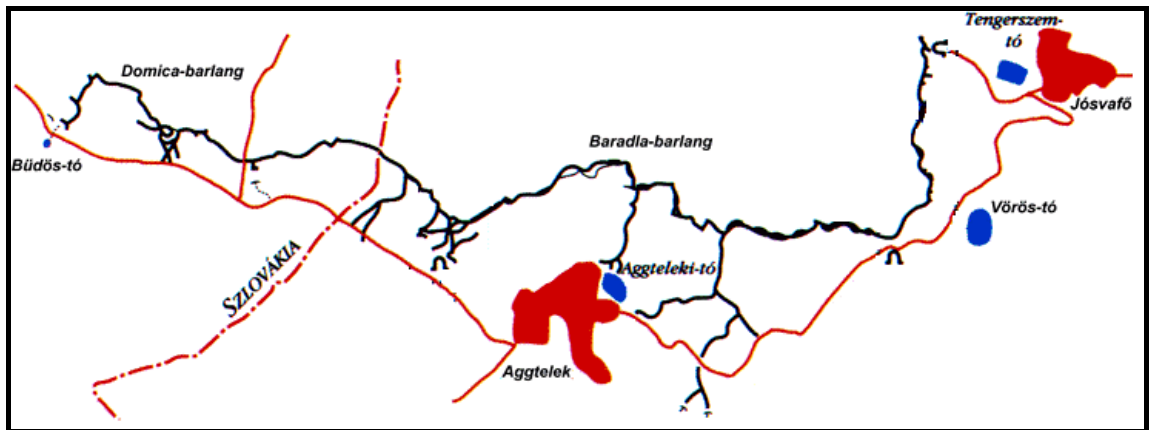 Tengerszem-
tó
Domica-barlang
Jósvafő
Baradla-barlang
Büdös-tó
Vörös-tó
Aggteleki-tó
SZLOVÁKIA
Aggtelek